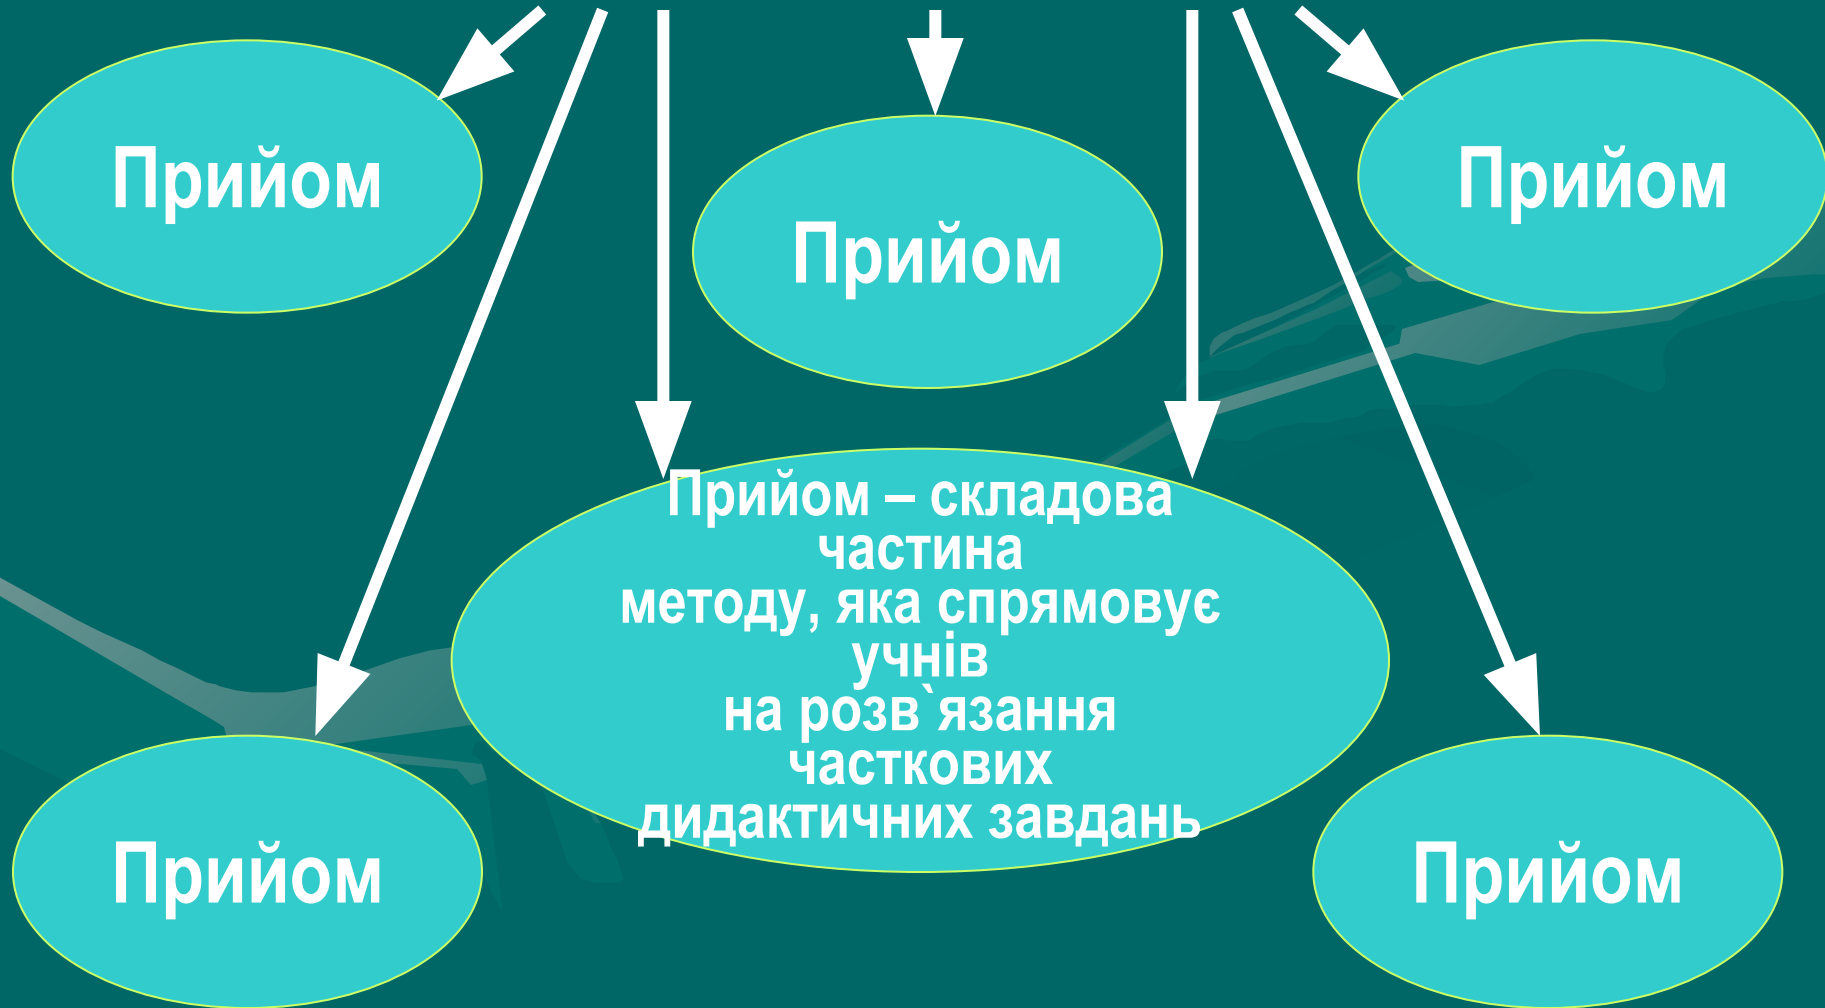 Прийом
Прийом
Прийом
Прийом – складова
частина
методу, яка спрямовує
учнів
на розв`язання
часткових
дидактичних завдань
Прийом
Прийом